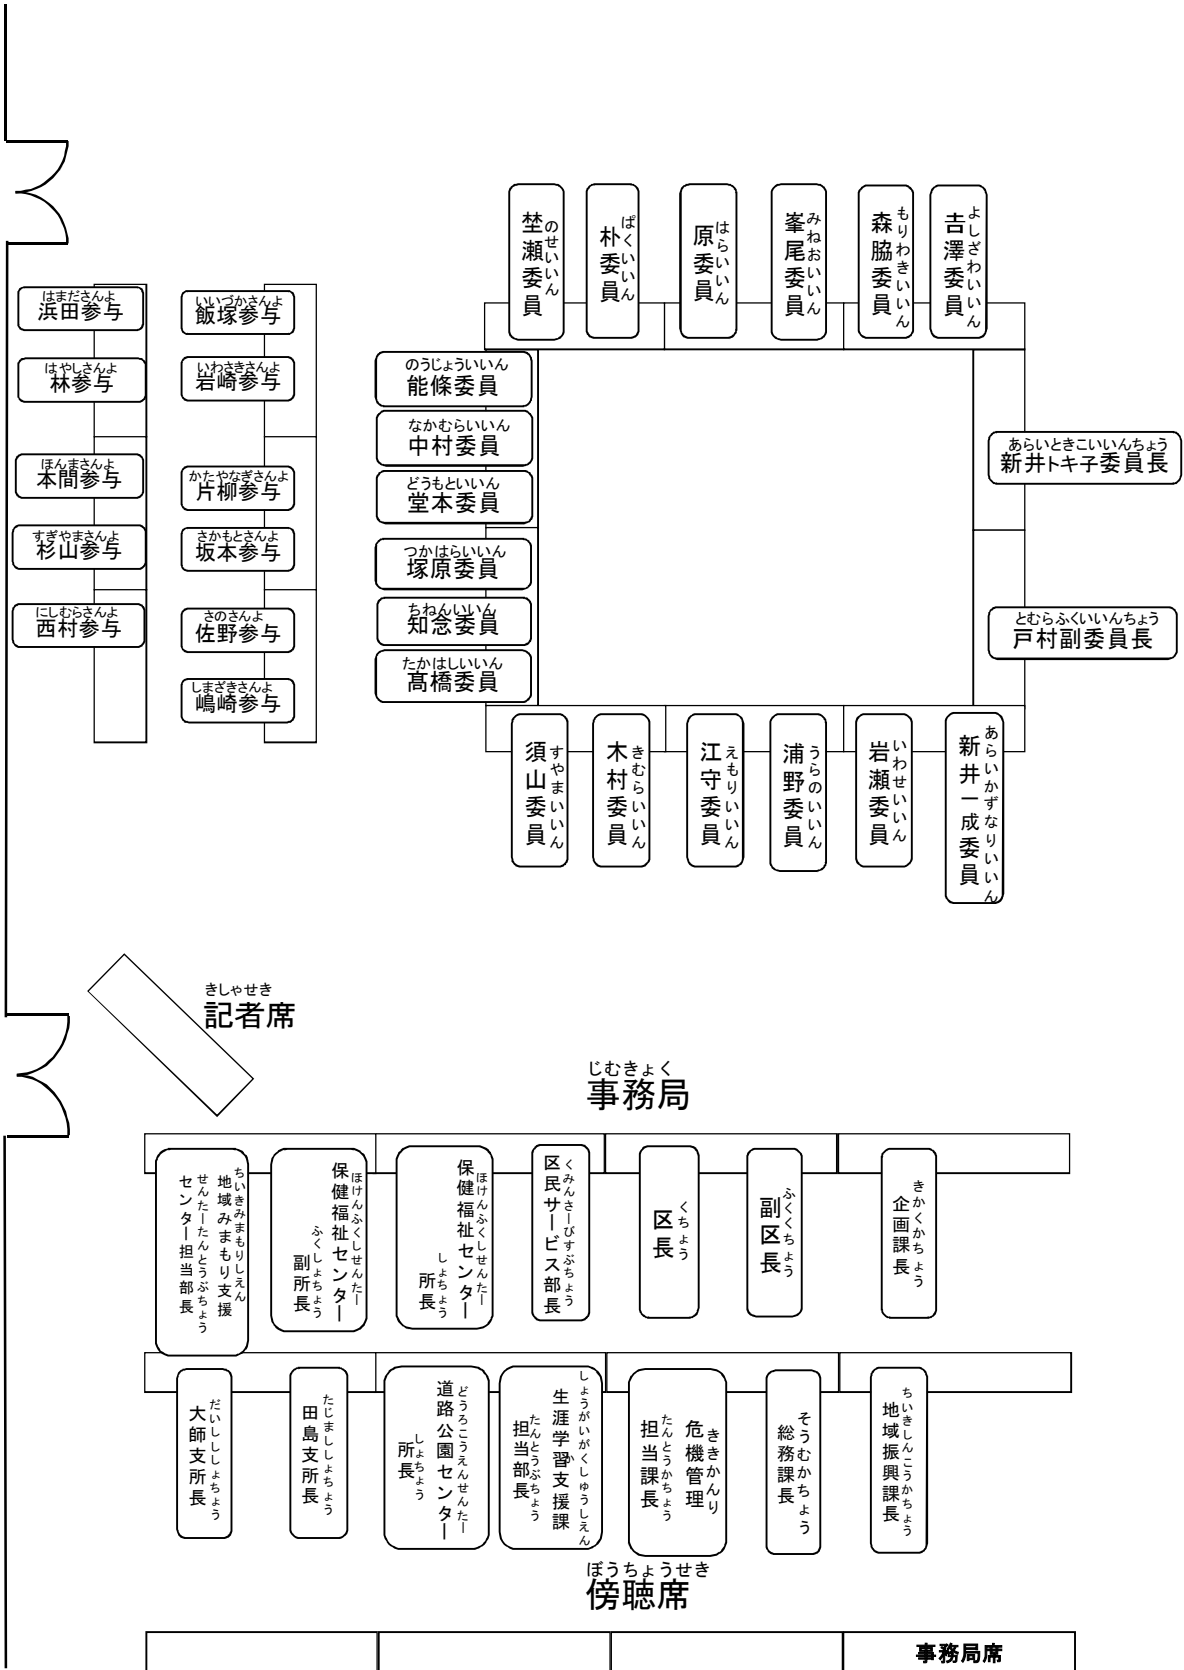 のせいいん
埜瀬委員
ぱくいいん
朴委員
はらいいん
原委員
みねおいいん
峯尾委員
もりわきいいん
森脇委員
よしざわいいん
吉澤委員
はまださんよ
浜田参与
はやしさんよ
林参与
ほんまさんよ
本間参与
すぎやまさんよ
杉山参与
にしむらさんよ
西村参与
いいづかさんよ
飯塚参与
いわさきさんよ
岩崎参与
かたやなぎさんよ
片柳参与
さかもとさんよ
坂本参与
さのさんよ
佐野参与
しまざきさんよ
嶋崎参与
のうじょういいん
能條委員
なかむらいいん
中村委員
どうもといいん
堂本委員
つかはらいいん
塚原委員
ちねんいいん
知念委員
たかはしいいん
髙橋委員
あらいときこいいんちょう
新井トキ子委員長
とむらふくいいんちょう
戸村副委員長
すやまいいん
須山委員
きむらいいん
木村委員
えもりいいん
江守委員
うらのいいん
浦野委員
いわせいいん
岩瀬委員
あらいかずなりいいん
新井一成委員
きしゃせき
記者席
じむきょく
事務局
ちいきみまもりしえん
地域みまもり支援
せんたーたんとうぶちょう
センター担当部長
ほけんふくしせんたー
保健福祉センター
ふくしょちょう
副所長
ほけんふくしせんたー
保健福祉センター
しょちょう
所長
くみんさーびすぶちょう
区民サービス部長
くちょう
区長
ふくくちょう
副区長
きかくかちょう
企画課長
だいしししょちょう
大師支所長
たじまししょちょう
田島支所長
どうろこうえんせんたー
道路公園センター
しょちょう
所長
しょうがいがくしゅうしえん
か
生涯学習支援課
たんとうぶちょう
担当部長
ききかんり
危機管理
たんとうかちょう
担当課長
そうむかちょう
総務課長
ちいきしんこうかちょう
地域振興課長
ぼうちょうせき
傍聴席
事務局席